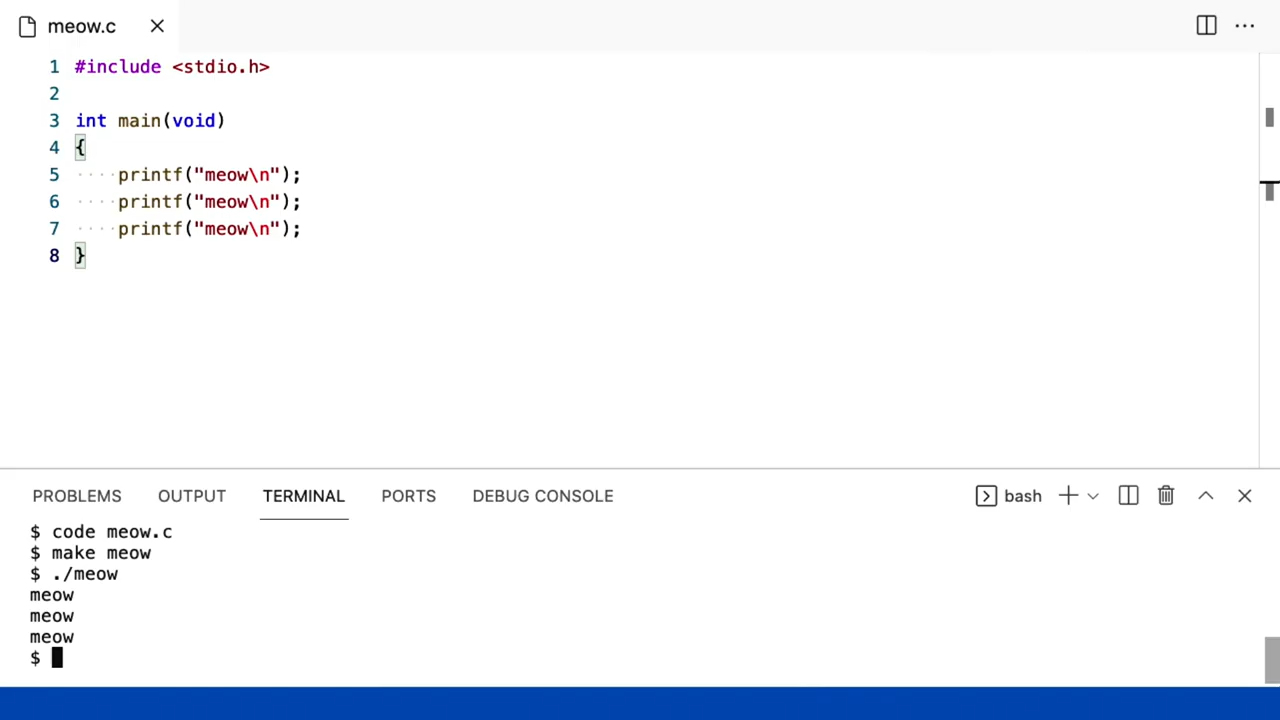 meow.c
1 #include <stdio.h>
2
3 int main(void)
4 {
5 ····printf("meow\n");
6 ····printf("meow\n");
7 ····printf("meow\n");
8 }
PROBLEMS OUTPUT TERMINAL PORTS DEBUG CONSOLE bash
$ code meow.c
$ make meow
$ ./meow
meow
meow
meow
$